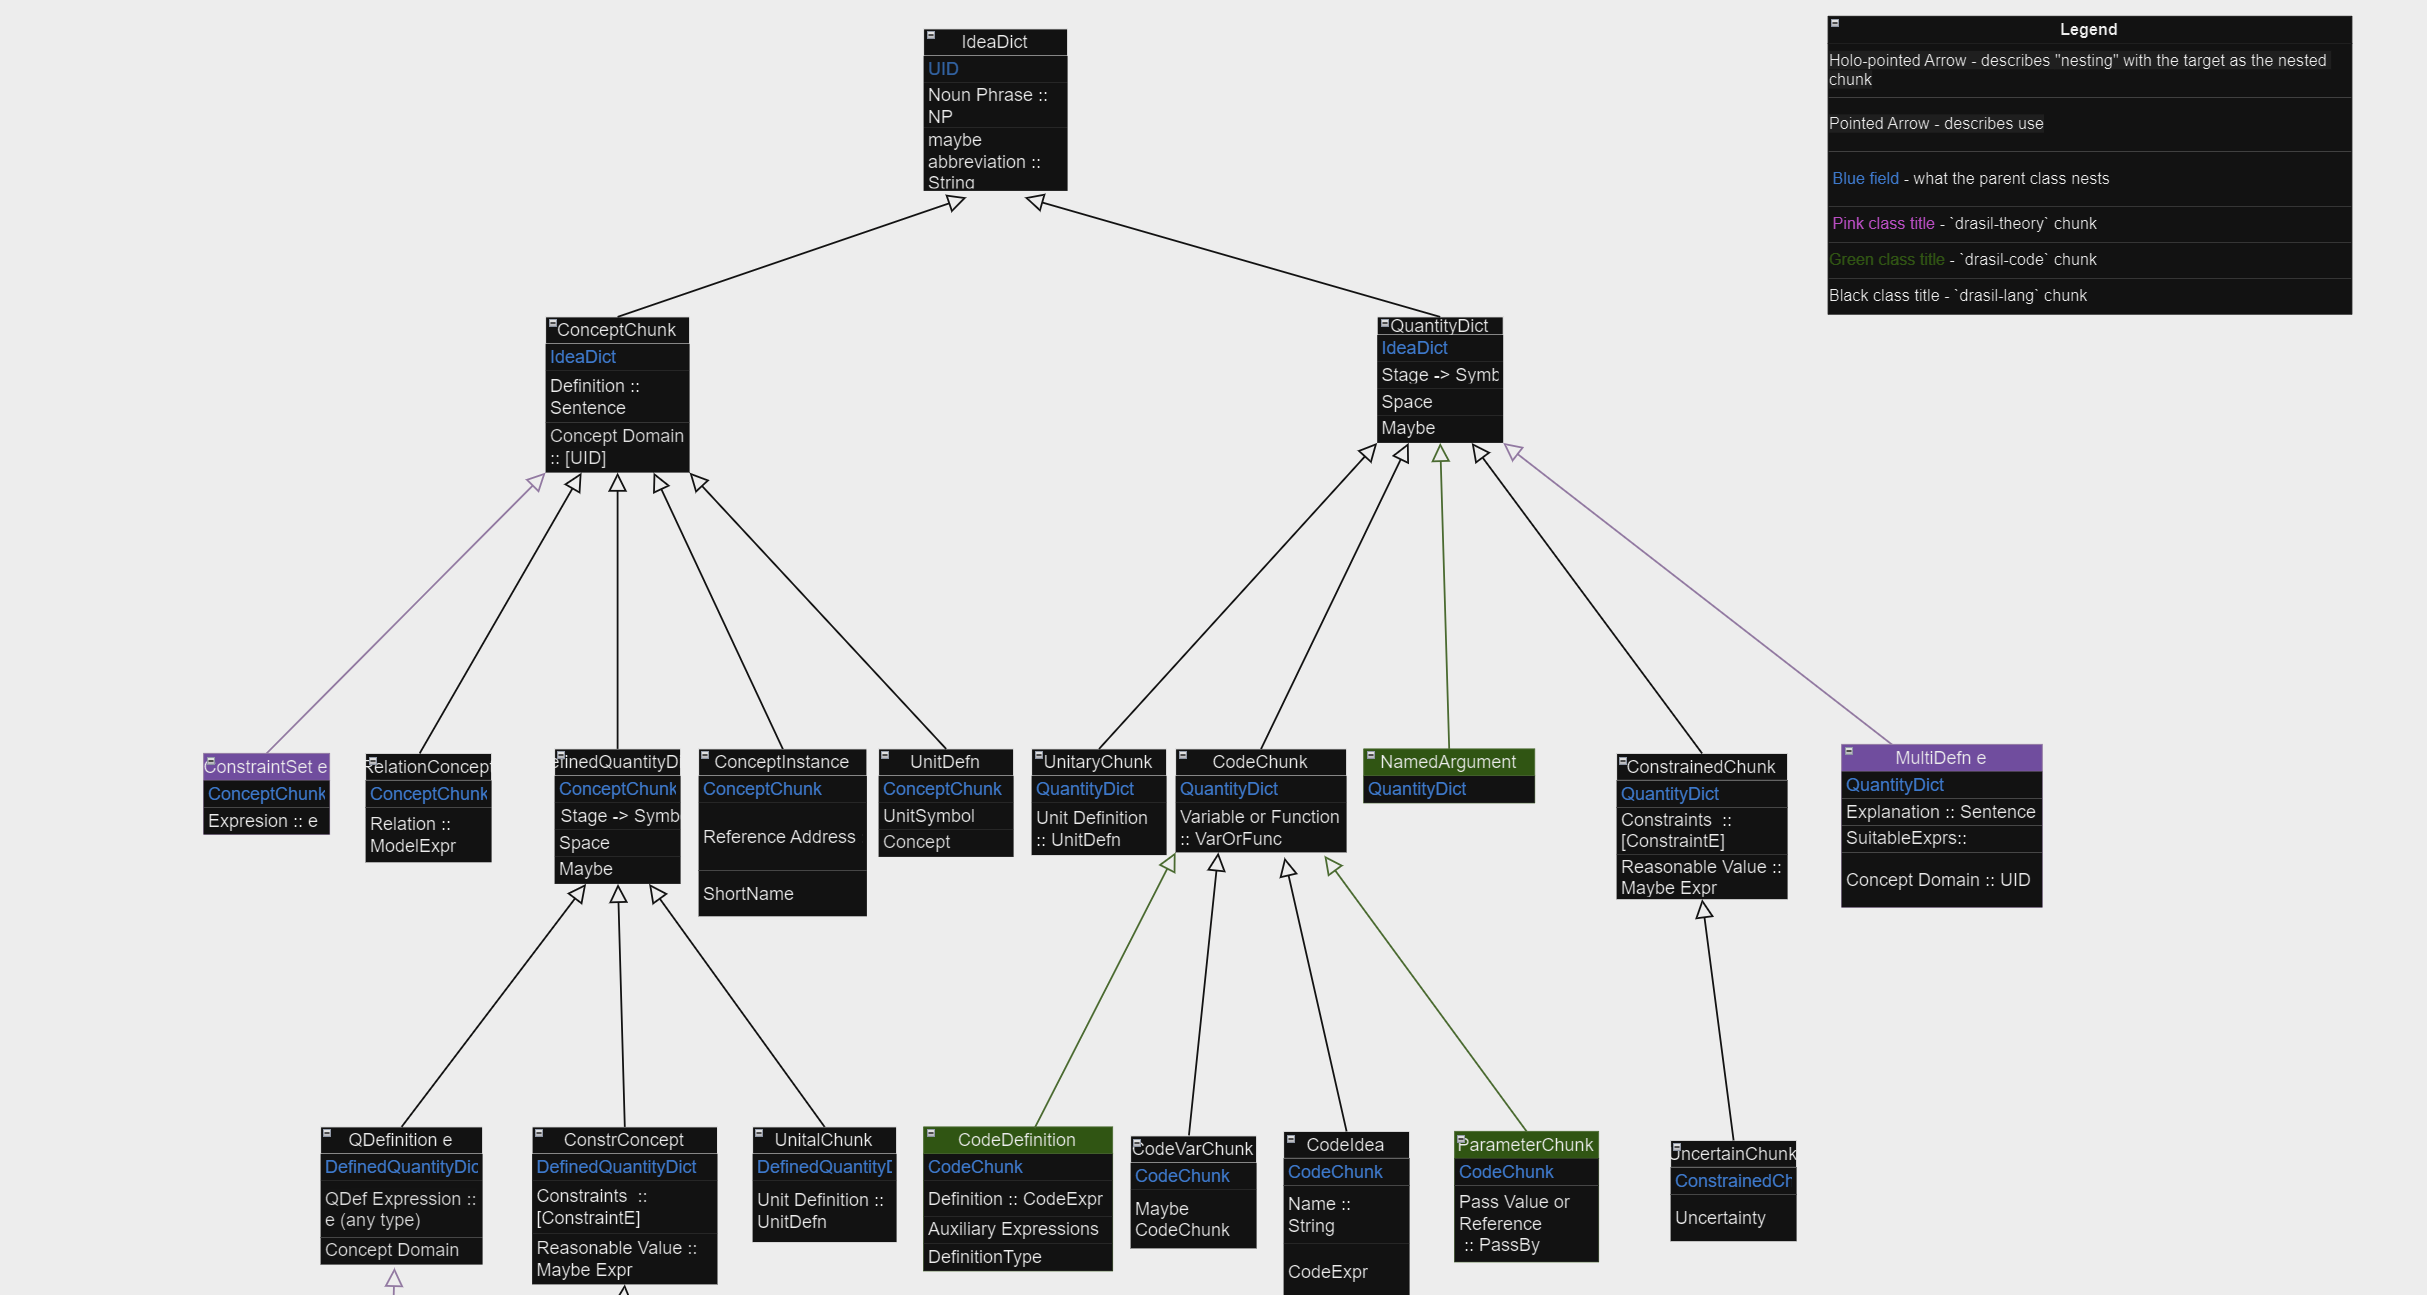 IdeaDict
UID
Noun Phrase ::
NP
maybe
abbreviation ::
String
Legend
Holo-pointed Arrow - describes "nesting" with the target as the nested
chunk
Pointed Arrow - describes use
Blue field - what the parent class nests
Pink class title - `drasil-theory` chunk
Green class title - `drasil-code` chunk
Black class title - `drasil-lang` chunk
ConceptChunk
IdeaDict
Definition ::
Sentence
Concept Domain
:: [UID]
QuantityDict
IdeaDict
Stage -> Symb
Space
Maybe
ConstraintSet e
ConceptChunk
Expresion :: e
RelationConcept
ConceptChunk
Relation ::
ModelExpr
finedQuantityD
ConceptChunk
Stage -> Symb
Space
Maybe
ConceptInstance
ConceptChunk
Reference Address
ShortName
UnitDefn
ConceptChunk
UnitSymbol
Concept
UnitaryChunk
QuantityDict
Unit Definition
:: UnitDefn
CodeChunk
QuantityDict
Variable or Function
:: VarOrFunc
NamedArgument
QuantityDict
ConstrainedChunk
QuantityDict
Constraints ::
[ConstraintE]
Reasonable Value ::
Maybe Expr
MultiDefn e
QuantityDict
Explanation :: Sentence
SuitableExprs::
Concept Domain :: UID
QDefinition e
DefinedQuantityDic
QDef Expression ::
e (any type)
Concept Domain
ConstrConcept
DefinedQuantityDict
Constraints ::
[ConstraintE]
Reasonable Value ::
Maybe Expr
UnitalChunk
DefinedQuantityD
Unit Definition ::
UnitDefn
CodeDefinition
CodeChunk
Definition :: CodeExpr
Auxiliary Expressions
DefinitionType
CodeVarChunk
CodeChunk
Maybe
CodeChunk
CodeIdea
CodeChunk
Name ::
String
CodeExpr
ParameterChunk
CodeChunk
Pass Value or
Reference
:: PassBy
UncertainChunk
ConstrainedCh
Uncertainty